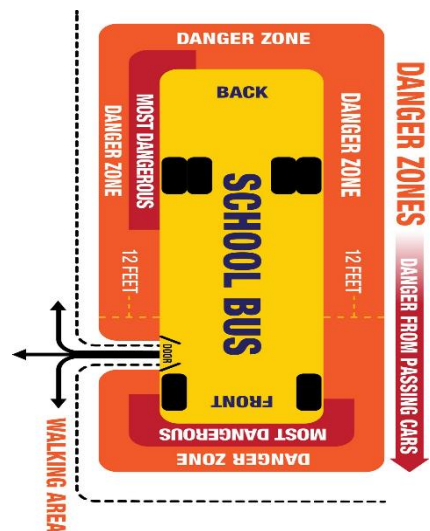 DANGER ZONE
BACK
MOST DANGEROUS
DANGER ZONE
DANGER ZONE
DANGER ZONES
SCHOOL BUS
12 FEET
12 FEET
DANGER FROM PASSING CARS
DOOR
FRONT
MOST DANGEROUS
DANGER ZONE
WALKING AREA